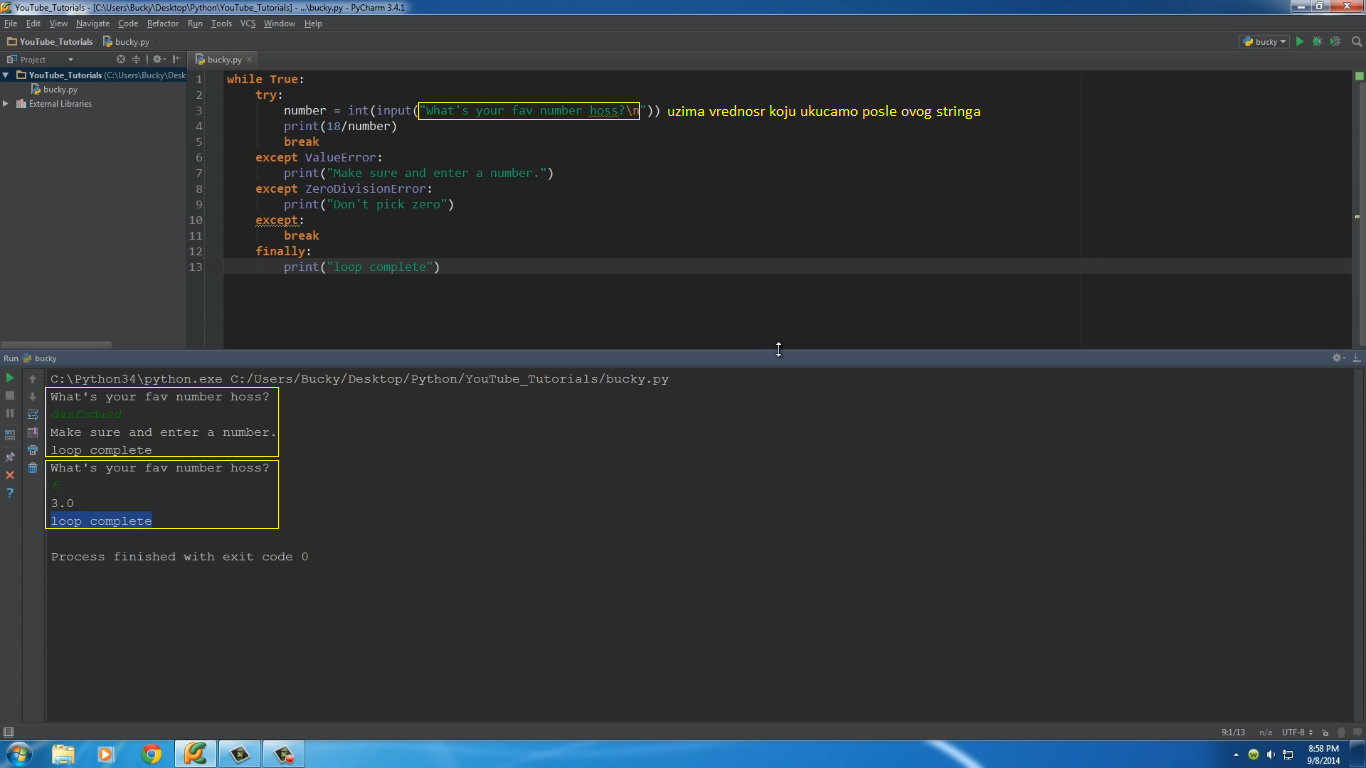 YouTube_Tutorials - [C:\Users\Bucky\Desktop\Python\YouTube_Tutorials] - ...\bucky.py - PyCharm 3.4.1
File Edit View Navigate Code Refactor Run Tools VCS Window Help
YouTube_Tutorials bucky.py bucky
Project bucky.py
YouTube_Tutorials (C:\Users\Bucky\Desk
bucky.py
External Libraries
1 while True:
2 try:
3 number = int(input("What's your fav number hoss?\n")) uzima vrednosr koju ukucamo posle ovog stringa
4 print(18/number)
5 break
6 except ValueError:
7 print("Make sure and enter a number.")
8 except ZeroDivisionError:
9 print("Don't pick zero")
10 except:
11 break
12 finally:
13 print("loop complete")
Run bucky
C:\Python34\python.exe C:/Users/Bucky/Desktop/Python/YouTube_Tutorials/bucky.py
What's your fav number hoss?
dasfsdasd
Make sure and enter a number.
loop complete
What's your fav number hoss?
6
3.0
loop complete
Process finished with exit code 0
9:1/13 n/a UTF-8
8:58 PM
9/8/2014